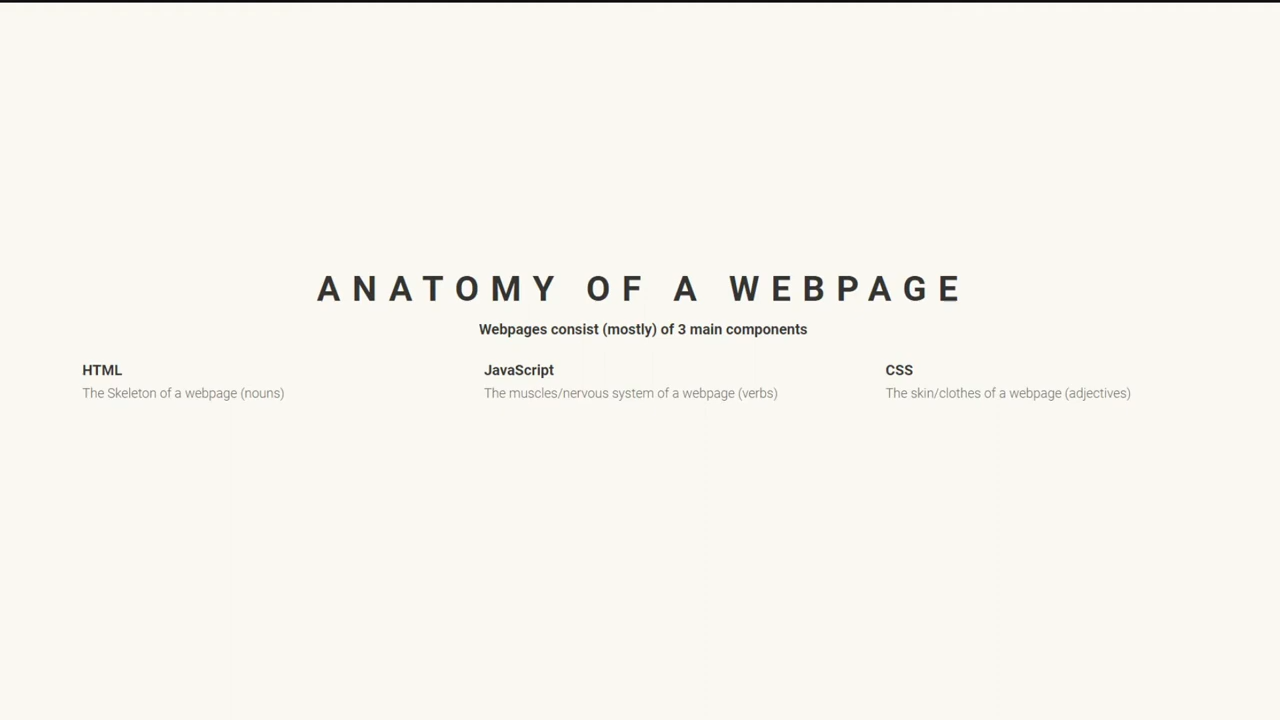 ANATOMY OF A WEBPAGE
Webpages consist (mostly) of 3 main components
HTML
The Skeleton of a webpage (nouns)
JavaScript
The muscles/nervous system of a webpage (verbs)
CSS
The skin/clothes of a webpage (adjectives)